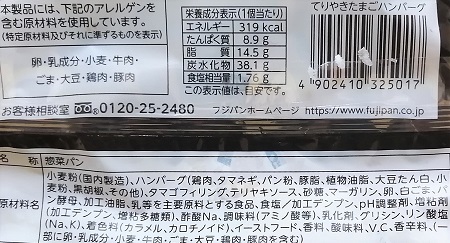 本製品には、下記のアレルゲンを
含む原材料を使用しています。
(特定原材料及びそれに準ずるものを表示)
卵・乳成分・小麦・牛肉・
ごま・大豆・鶏肉・豚肉
栄養成分表示(1個当たり)
エネルギー 319 kcal
たんぱく質 8.9 g
脂質 14.5 g
炭水化物 38.1 g
食塩相当量 1.76 g
この表示値は、目安です。
てりやきたまごハンバーグ
4 902410 325017
お客様相談室 0120-25-2480 フジパンホームページ https://www.fujipan.co.jp
名称 惣菜パン
原材料名 小麦粉(国内製造)、ハンバーグ(鶏肉、タマネギ、パン粉、豚脂、植物油脂、大豆たん白、小
麦粉、黒胡椒、その他)、タマゴフィリング、テリヤキソース、砂糖、マーガリン、卵、白ごま、パ
ン酵母、加工油脂、乳等を主要原料とする食品、食塩/加工デンプン、pH調整剤、増粘剤
(加工デンプン、増粘多糖類)、酢酸Na、調味料(アミノ酸等)、乳化剤、グリシン、リン酸塩
(Na、K)、着色料(カラメル、カロチノイド)、イーストフード、香料、酸味料、V.C、香辛料、(一
部に卵・乳成分・小麦・牛肉・ごま・大豆・鶏肉・豚肉を含む)